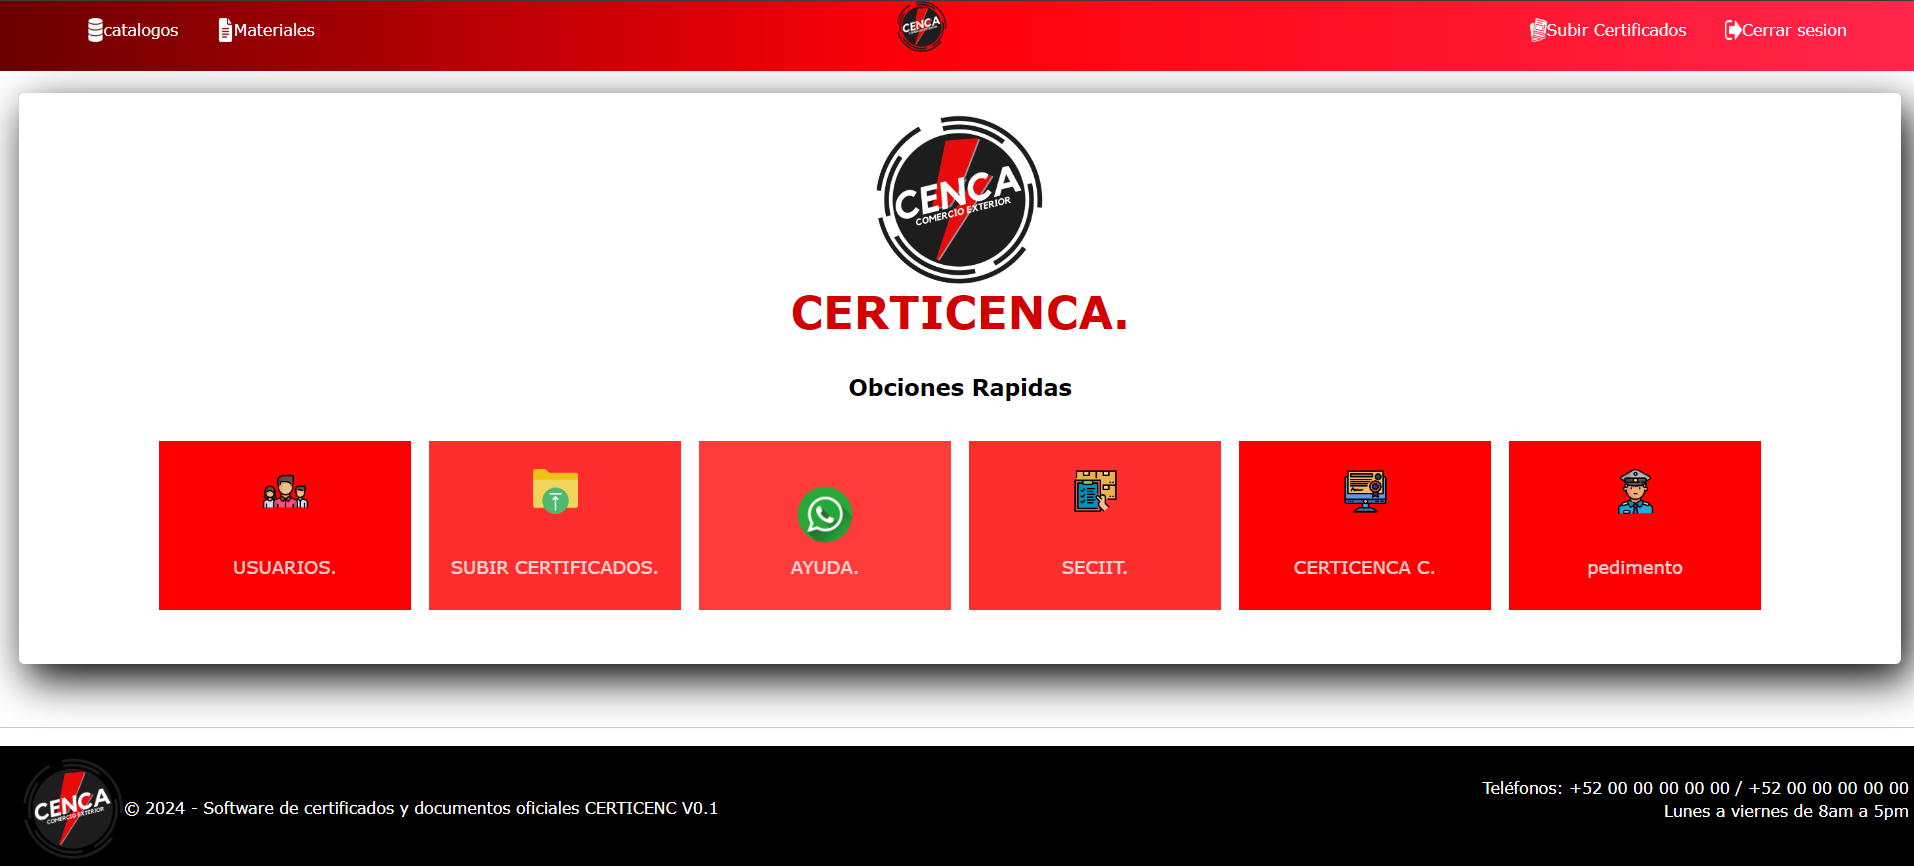 catalogos
Materiales
CENCA
COMERCIO EXTERIOR
Subir Certificados
Cerrar sesion
CENCA
COMERCIO EXTERIOR
CERTICENCA.
Obciones Rapidas
USUARIOS.
SUBIR CERTIFICADOS.
AYUDA.
SECIIT.
CERTICENCA C.
pedimento
CENCA
COMERCIO EXTERIOR
© 2024 - Software de certificados y documentos oficiales CERTICENC V0.1
Teléfonos: +52 00 00 00 00 00 / +52 00 00 00 00 00
Lunes a viernes de 8am a 5pm